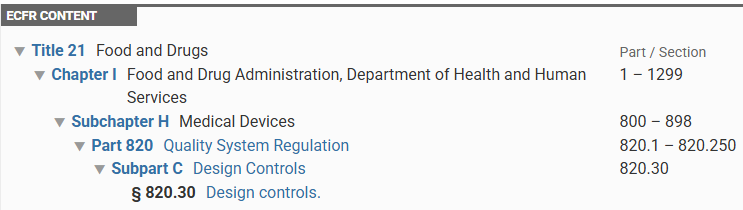 ECFR CONTENT
Title 21 Food and Drugs Part / Section
Chapter I Food and Drug Administration, Department of Health and Human 1 – 1299
Services
Subchapter H Medical Devices 800 – 898
Part 820 Quality System Regulation 820.1 – 820.250
Subpart C Design Controls 820.30
§ 820.30 Design controls.